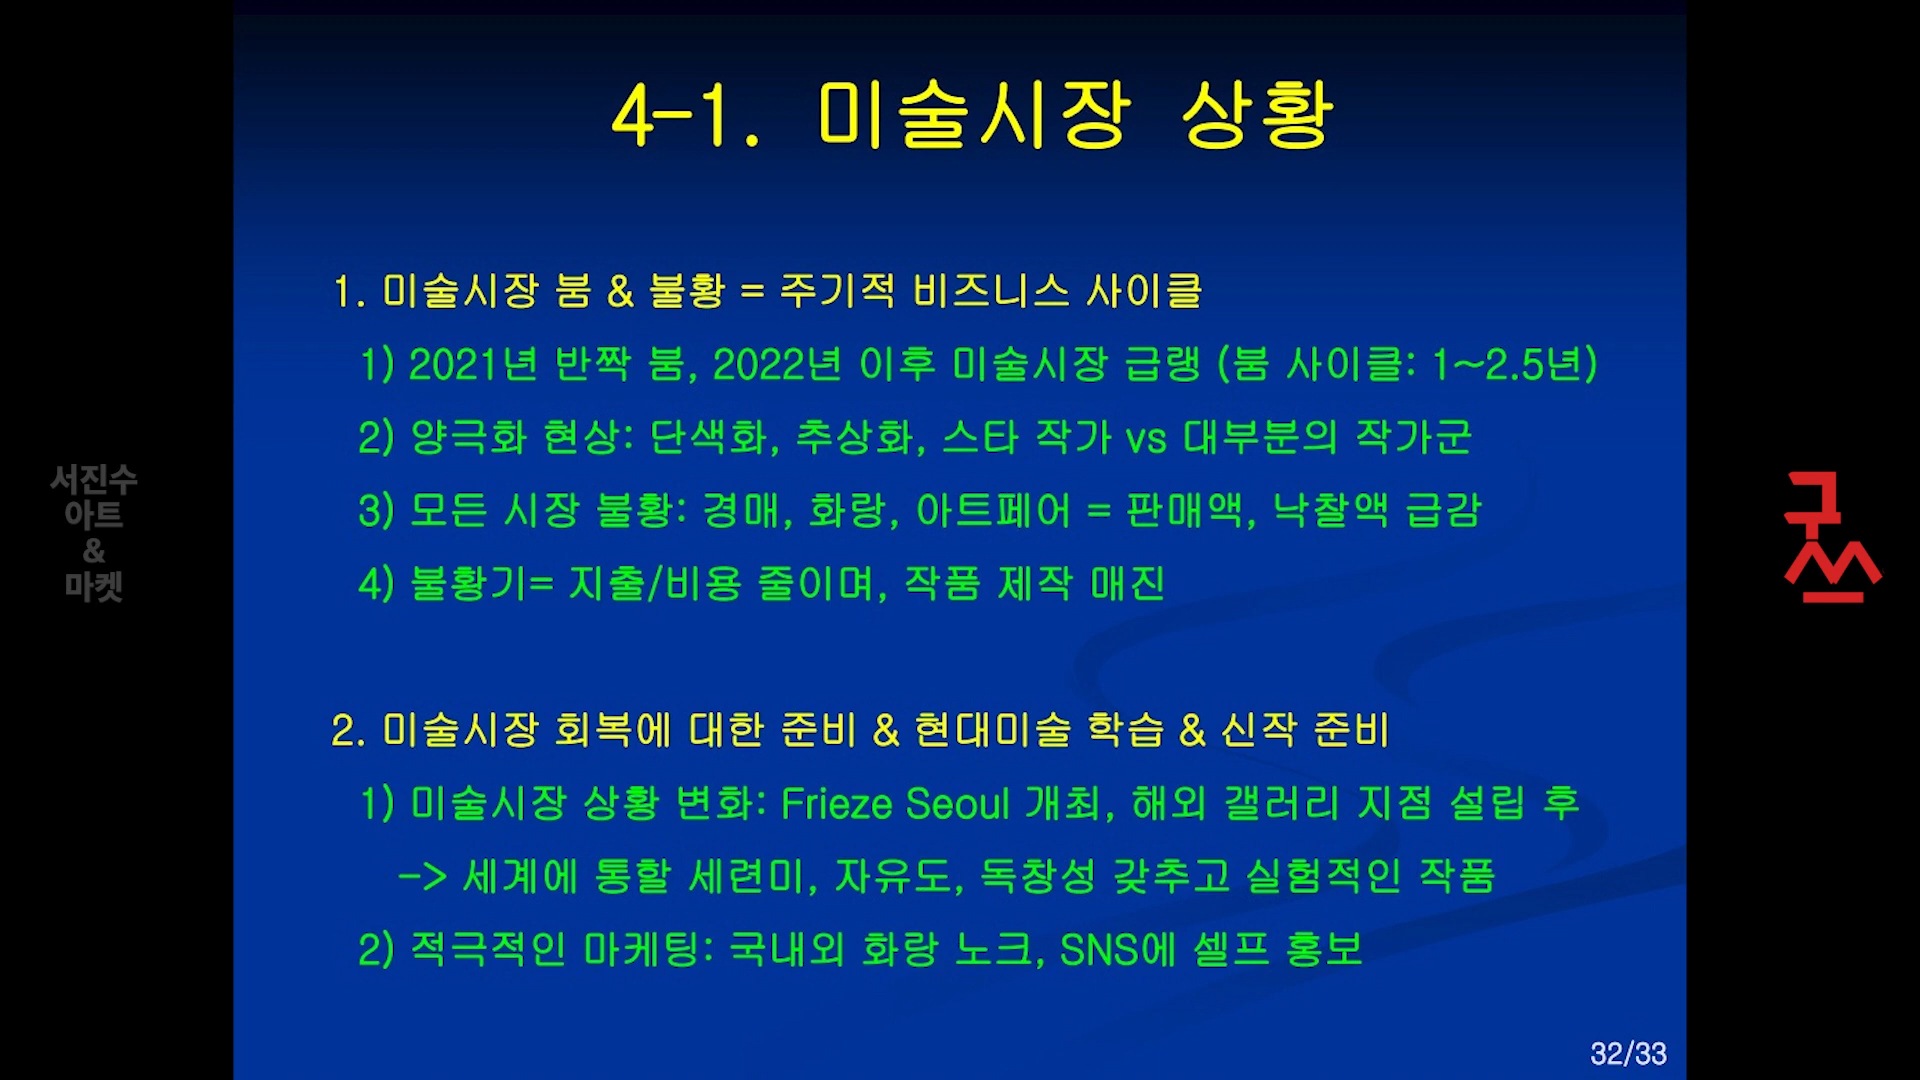 4-1. 미술시장 상황
1. 미술시장 붐 & 불황 = 주기적 비즈니스 사이클
1) 2021년 반짝 붐, 2022년 이후 미술시장 급랭 (붐 사이클: 1~2.5년)
2) 양극화 현상: 단색화, 추상화, 스타 작가 vs 대부분의 작가군
3) 모든 시장 불황: 경매, 화랑, 아트페어 = 판매액, 낙찰액 급감
4) 불황기= 지출/비용 줄이며, 작품 제작 매진
2. 미술시장 회복에 대한 준비 & 현대미술 학습 & 신작 준비
1) 미술시장 상황 변화: Frieze Seoul 개최, 해외 갤러리 지점 설립 후
-> 세계에 통할 세련미, 자유도, 독창성 갖추고 실험적인 작품
2) 적극적인 마케팅: 국내외 화랑 노크, SNS에 셀프 홍보
32/33
서진수
아트
&
마켓
굿쓰